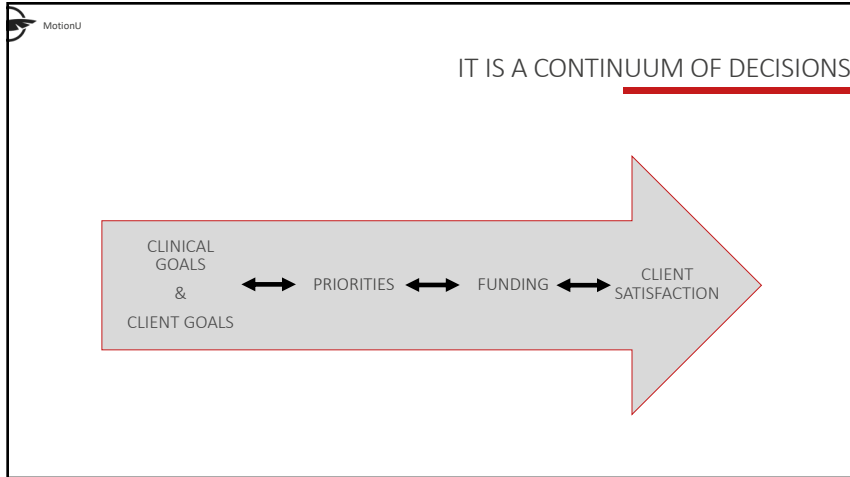 MotionU
IT IS A CONTINUUM OF DECISIONS
CLINICAL
GOALS
&
CLIENT GOALS
PRIORITIES
FUNDING
CLIENT
SATISFACTION